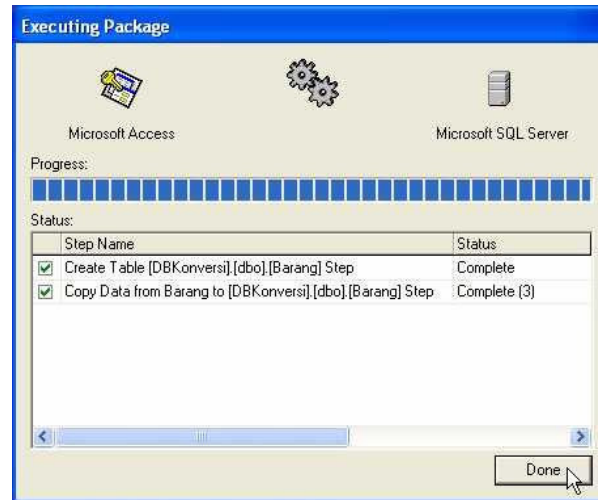 Executing Package
Microsoft Access
Microsoft SQL Server
Progress:
Status:
Step Name Status
Create Table [DBKonversi].[dbo].[Barang] Step Complete
Copy Data from Barang to [DBKonversi].[dbo].[Barang] Step Complete (3)
Done